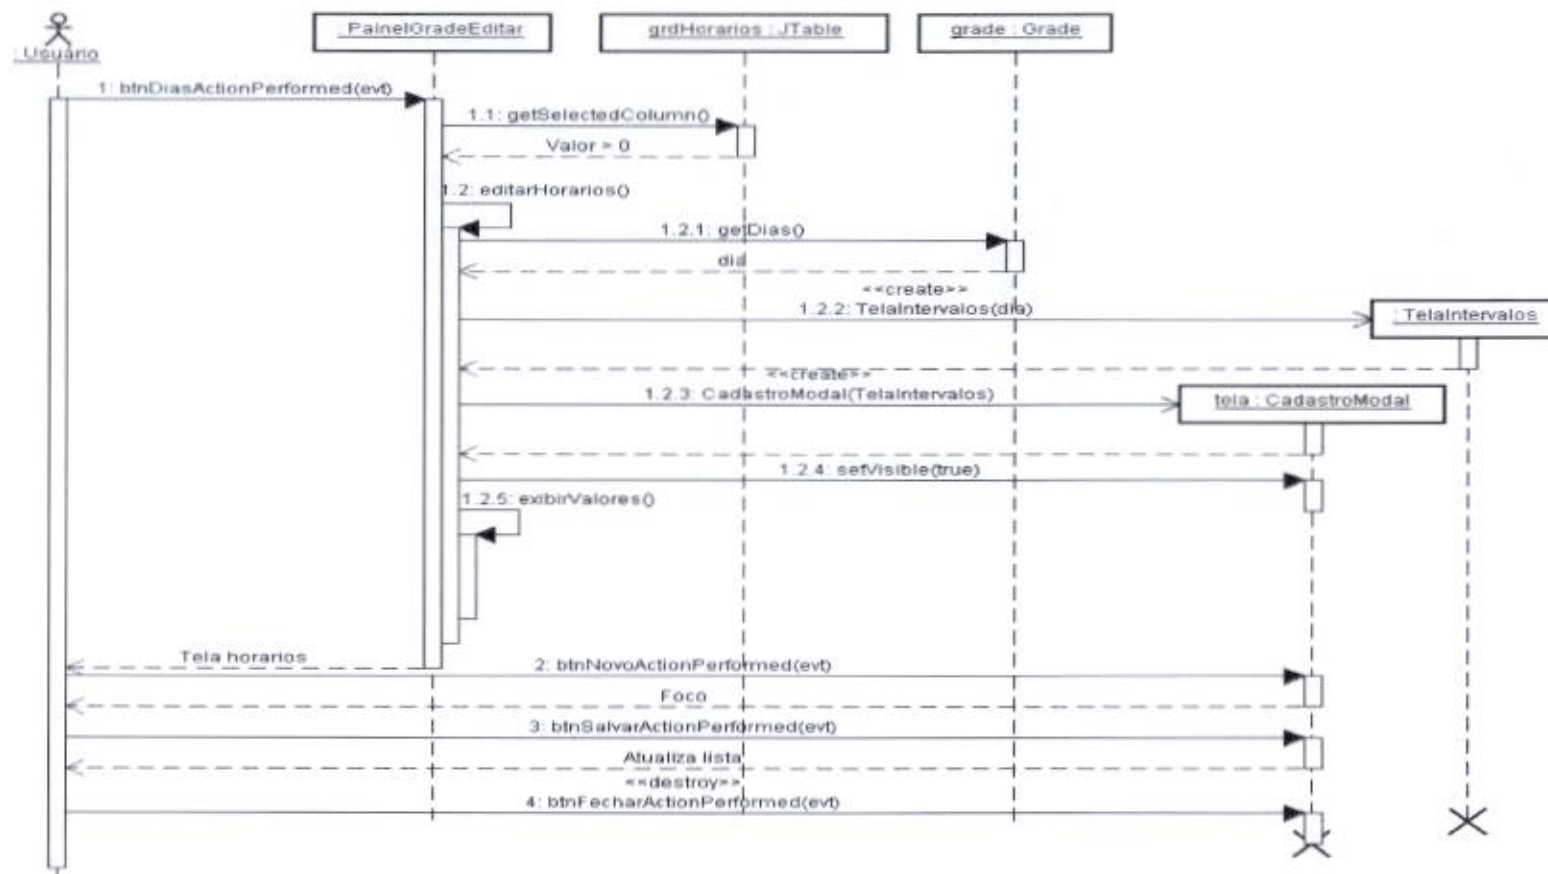 : Usuário
: PainelGradeEditar
grdHorarios : JTable
grade : Grade
1: btnDiasActionPerformed(evt)
1.1: getSelectedColumn()
Valor > 0
1.2: editarHorarios()
1.2.1: getDias()
dia
<<create>>
1.2.2: TelaIntervalos(dia)
: TelaIntervalos
<<create>>
1.2.3: CadastroModal(TelaIntervalos)
tela : CadastroModal
1.2.4: setVisible(true)
1.2.5: exibirValores()
Tela horarios
2: btnNovoActionPerformed(evt)
Foco
3: btnSalvarActionPerformed(evt)
Atualiza lista
<<destroy>>
4: btnFecharActionPerformed(evt)